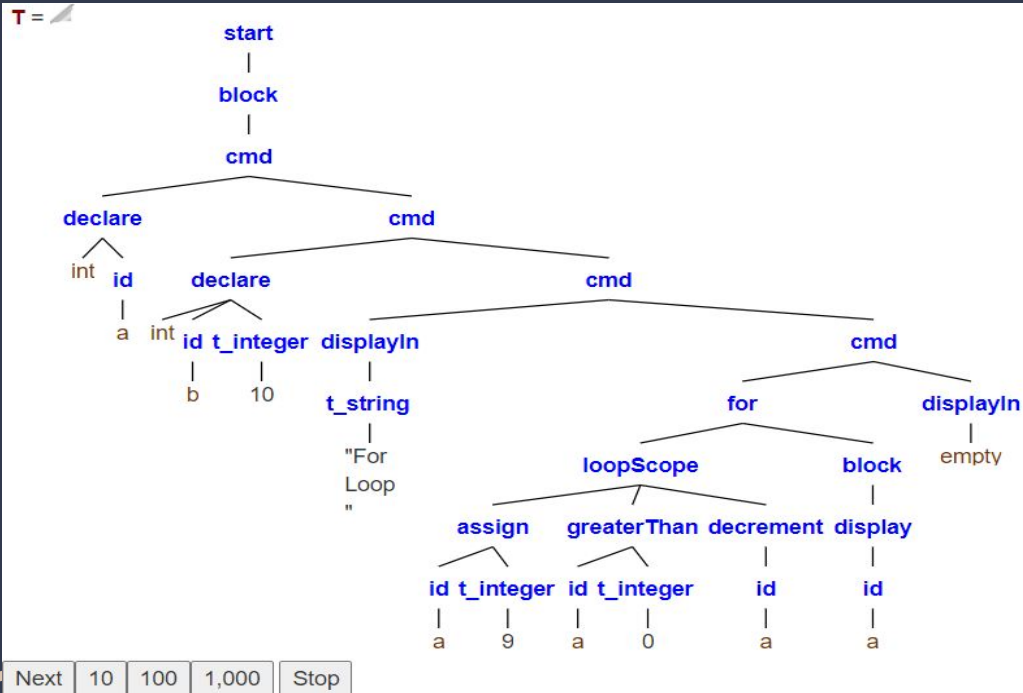 T =
start
block
cmd
declare cmd
int id declare cmd
a int id t_integer displayln cmd
b 10 t_string for displayln
"For loopScope block empty
Loop
" assign greaterThan decrement display
id t_integer id t_integer id id
a 9 a 0 a a
Next 10 100 1,000 Stop